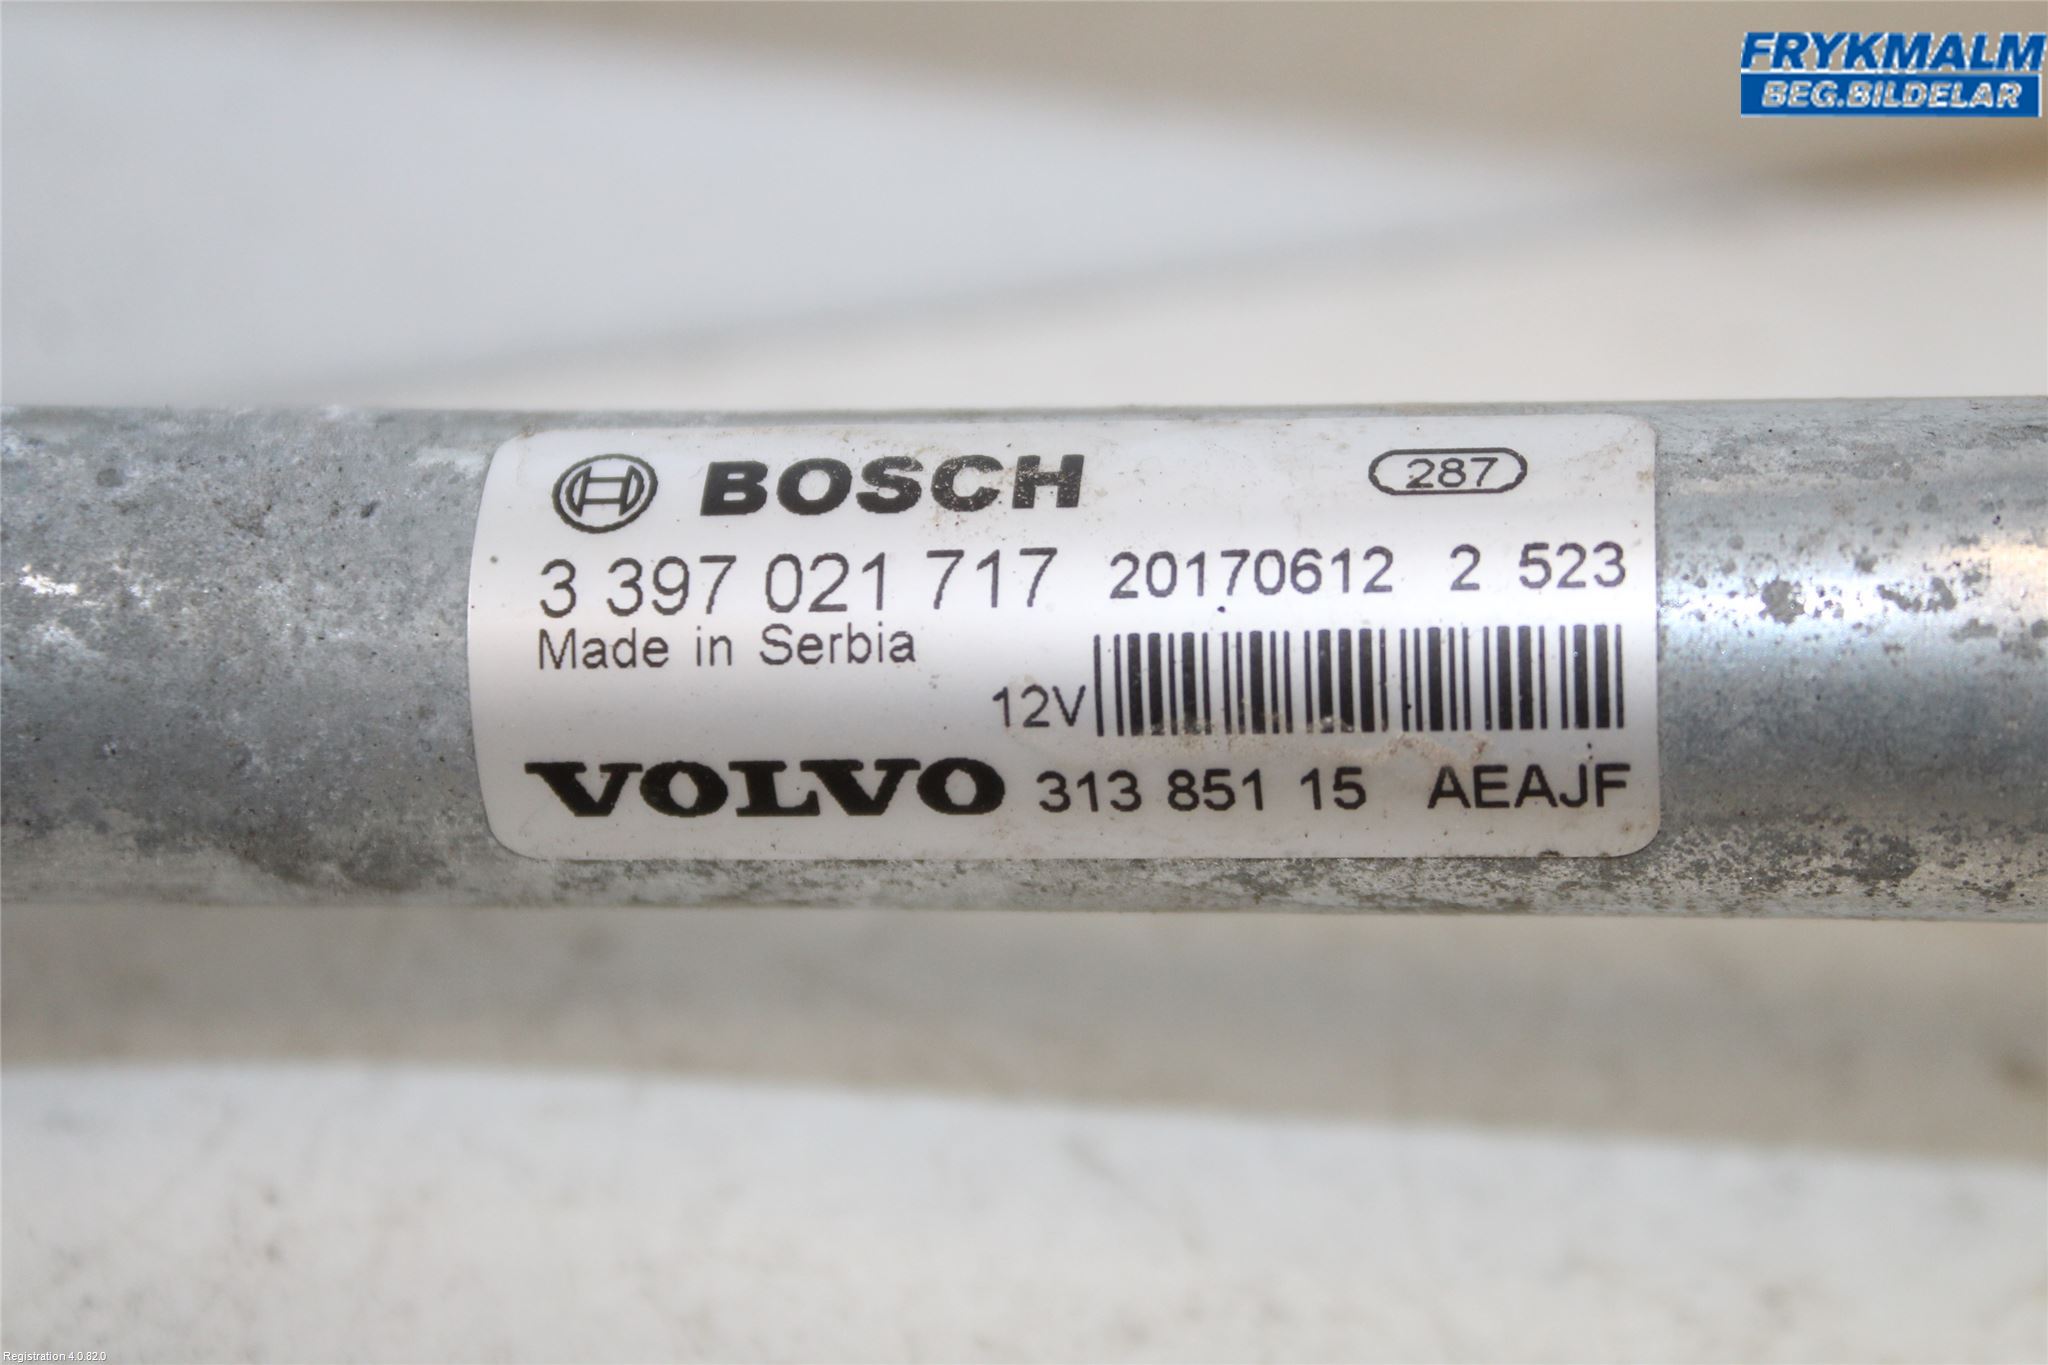 FRYKMALM
BEG.BILDELAR
BOSCH 287
3 397 021 717 20170612 2 523
Made in Serbia
12V
VOLVO 313 851 15 AEAJF
Registration 4.0.82.0